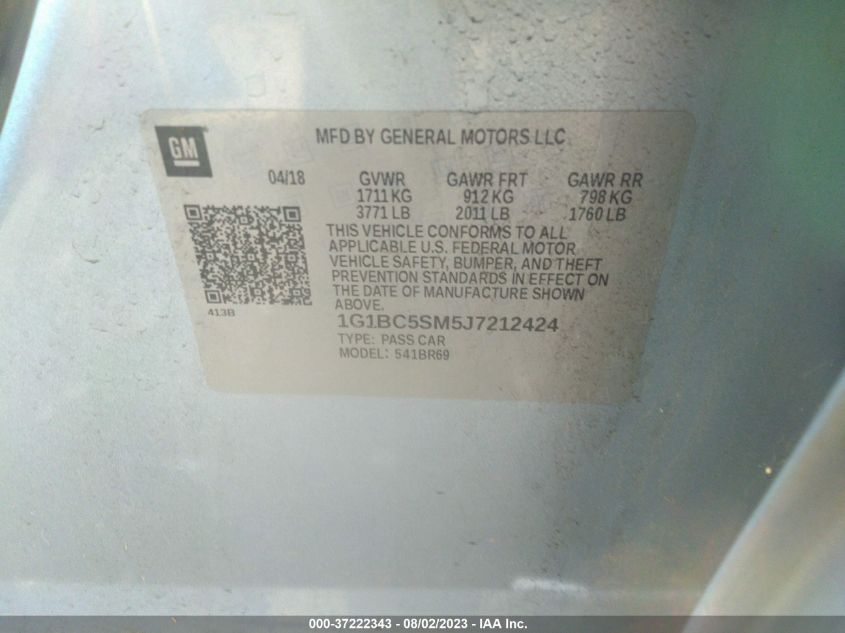 GM
MFD BY GENERAL MOTORS LLC
04/18 GVWR GAWR FRT GAWR RR
1711 KG 912 KG 798 KG
3771 LB 2011 LB 1760 LB
THIS VEHICLE CONFORMS TO ALL
APPLICABLE U.S. FEDERAL MOTOR
VEHICLE SAFETY, BUMPER, AND THEFT
PREVENTION STANDARDS IN EFFECT ON
THE DATE OF MANUFACTURE SHOWN
ABOVE.
413B
1G1BC5SM5J7212424
TYPE: PASS CAR
MODEL: 541BR69
000-37222343 - 08/02/2023 - IAA Inc.